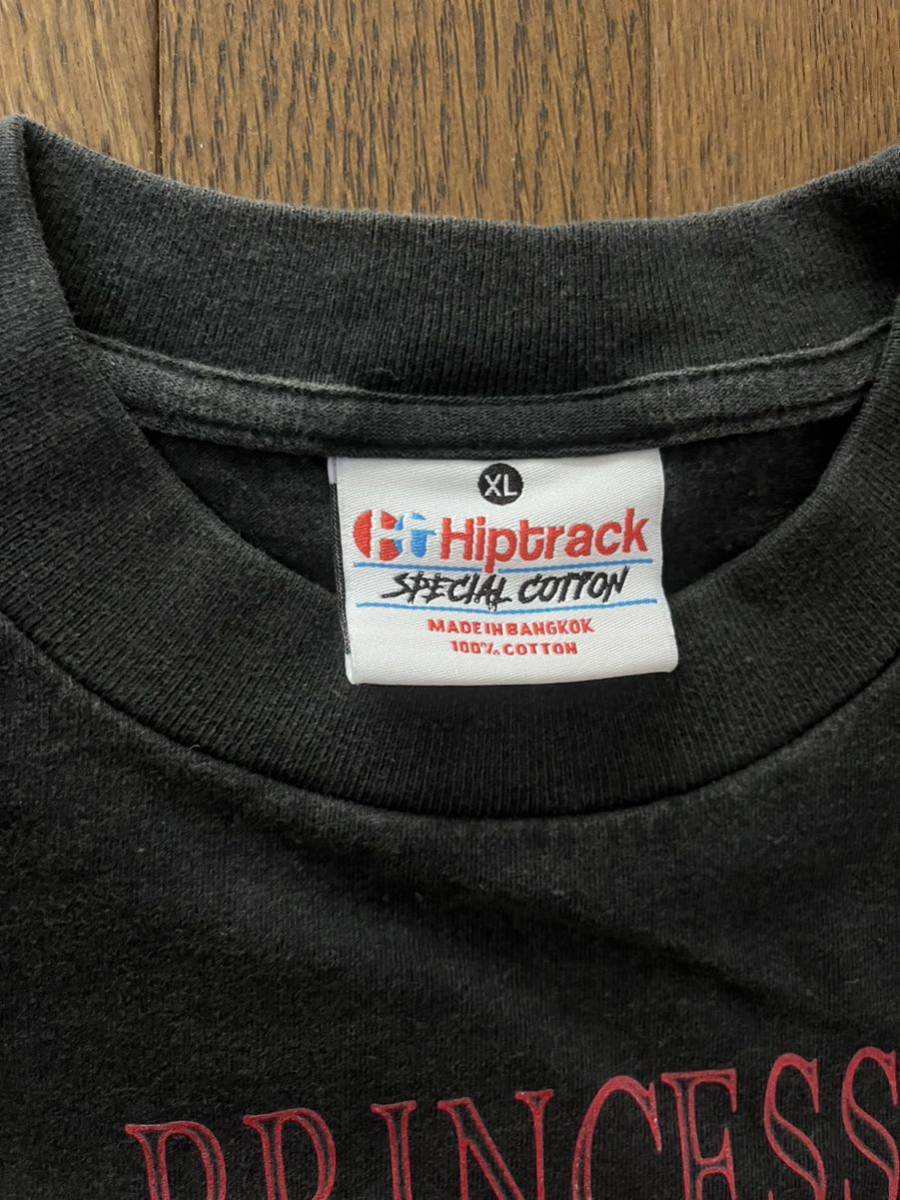 XL
Hiptrack
SPECIAL COTTON
MADE IN BANGKOK
100% COTTON
PRINCESS